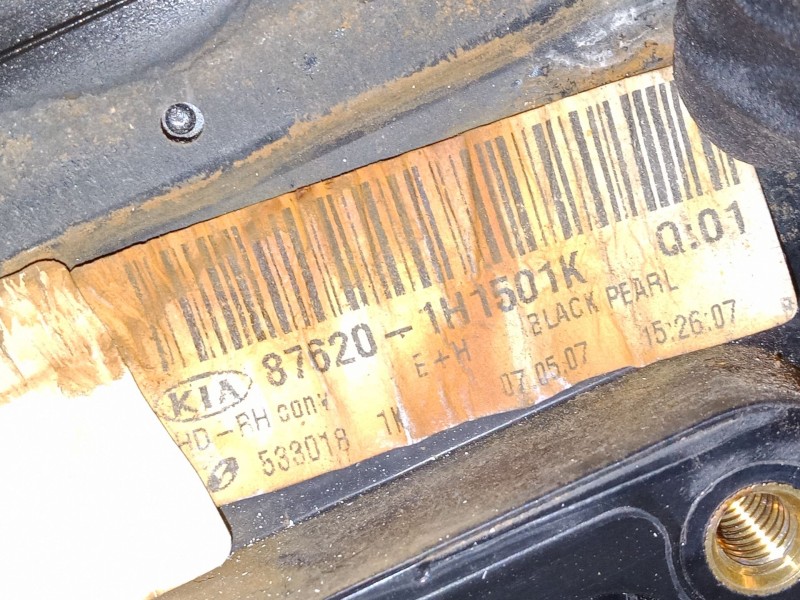 87620-1H1501K Q:01
KIA E+H BLACK PEARL
HD-RH conv 07.05.07 15:26:07
533018